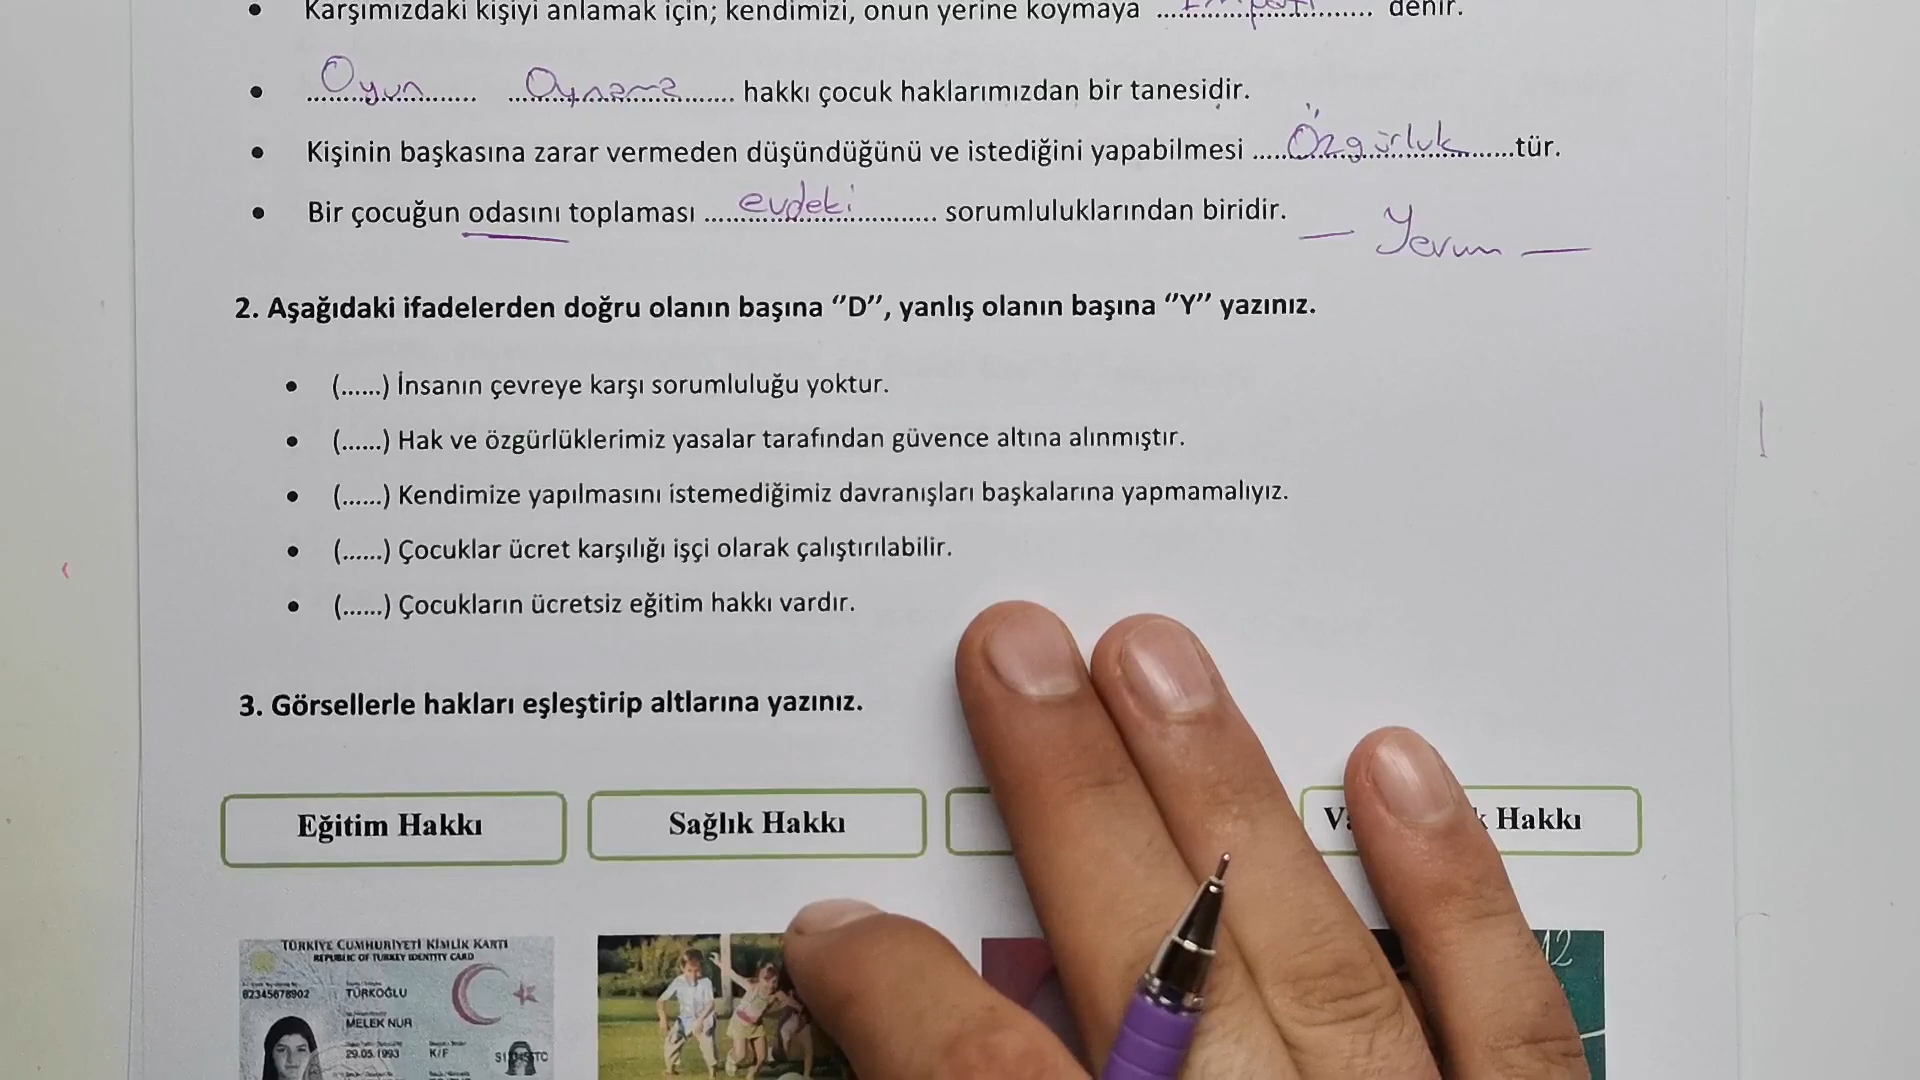 • Karşımızdaki kişiyi anlamak için; kendimizi, onun yerine koymaya .......Empati....... denir.
• ....Oyun.... ....Oynama.... hakkı çocuk haklarımızdan bir tanesidir.
• Kişinin başkasına zarar vermeden düşündüğünü ve istediğini yapabilmesi .....Özgürlük.....tür.
• Bir çocuğun odasını toplaması .....evdeki..... sorumluluklarından biridir.
— Yorum —
2. Aşağıdaki ifadelerden doğru olanın başına ‘’D’’, yanlış olanın başına ‘’Y’’ yazınız.
• (......) İnsanın çevreye karşı sorumluluğu yoktur.
• (......) Hak ve özgürlüklerimiz yasalar tarafından güvence altına alınmıştır.
• (......) Kendimize yapılmasını istemediğimiz davranışları başkalarına yapmamalıyız.
• (......) Çocuklar ücret karşılığı işçi olarak çalıştırılabilir.
• (......) Çocukların ücretsiz eğitim hakkı vardır.
3. Görsellerle hakları eşleştirip altlarına yazınız.
Eğitim Hakkı
Sağlık Hakkı
Hakkı
TÜRKİYE CUMHURİYETİ KİMLİK KARTI
REPUBLIC OF TURKEY IDENTITY CARD
TÜRKOĞLU
MELEK NUR
29.05.1993 K/F
12